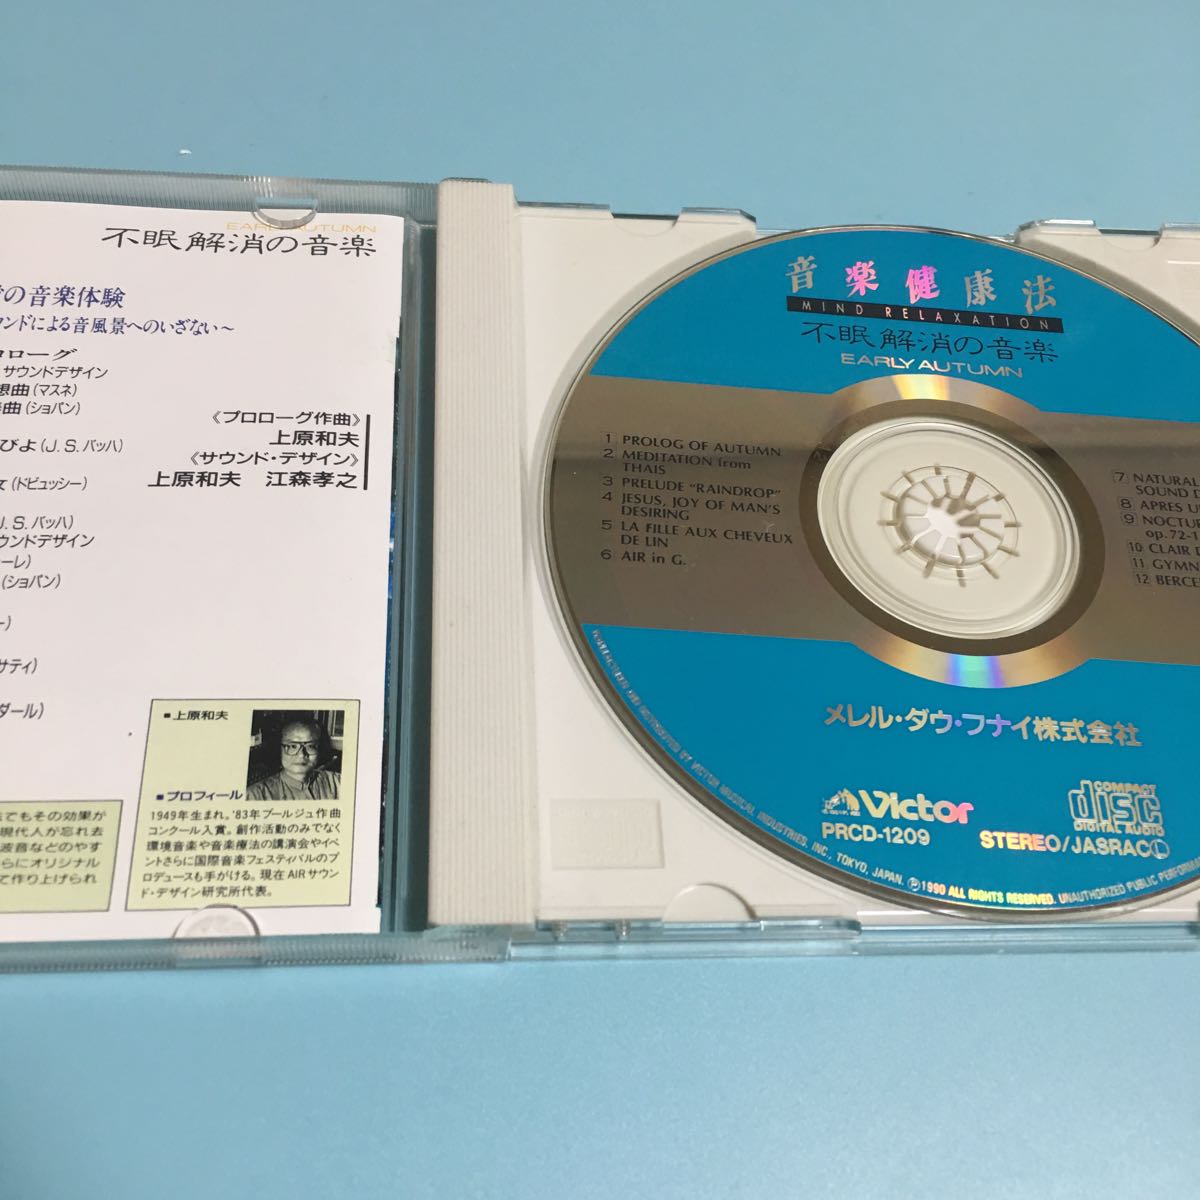 EARLY AUTUMN
不眠解消の音楽
の音楽体験
ウンドによる音風景へのいざない～
ロローグ
サウンドデザイン
想曲(マスネ)
曲(ショパン)
びよ(J.S.バッハ)
(ドビュッシー)
J.S.バッハ)
ウンドデザイン
ーレ)
(ショパン)
ー)
サティ)
ダール)
《プロローグ作曲》
上原和夫
《サウンド・デザイン》
上原和夫 江森孝之
■上原和夫
■プロフィール
1949年生まれ。'83年ブールジュ作曲
コンクール入賞。創作活動のみでなく
環境音楽や音楽療法の講演会やイベ
ントさらに国際音楽フェスティバルのプ
ロデュースも手がける。現在AIRサウン
ド・デザイン研究所代表。
でもその効果が
現代人が忘れ去
波音などのやす
らにオリジナル
て作り上げられ
音楽健康法
MIND RELAXATION
不眠解消の音楽
EARLY AUTUMN
1 PROLOG OF AUTUMN
2 MEDITATION from
THAIS
3 PRELUDE "RAINDROP"
4 JESUS, JOY OF MAN'S
DESIRING
5 LA FILLE AUX CHEVEUX
DE LIN
6 AIR in G.
7 NATURAL
SOUND D
8 APRES U
9 NOCTUR
op.72-1
10 CLAIR D
11 GYMN
12 BERCE
メレル・ダウ・フナイ株式会社
Victor
PRCD-1209
COMPACT
disc
DIGITAL AUDIO
STEREO/JASRAC Ⓛ
MANUFACTURED AND DISTRIBUTED BY VICTOR MUSICAL INDUSTRIES, INC., TOKYO, JAPAN. Ⓟ1990 ALL RIGHTS RESERVED. UNAUTHORIZED PUBLIC PERFORMA